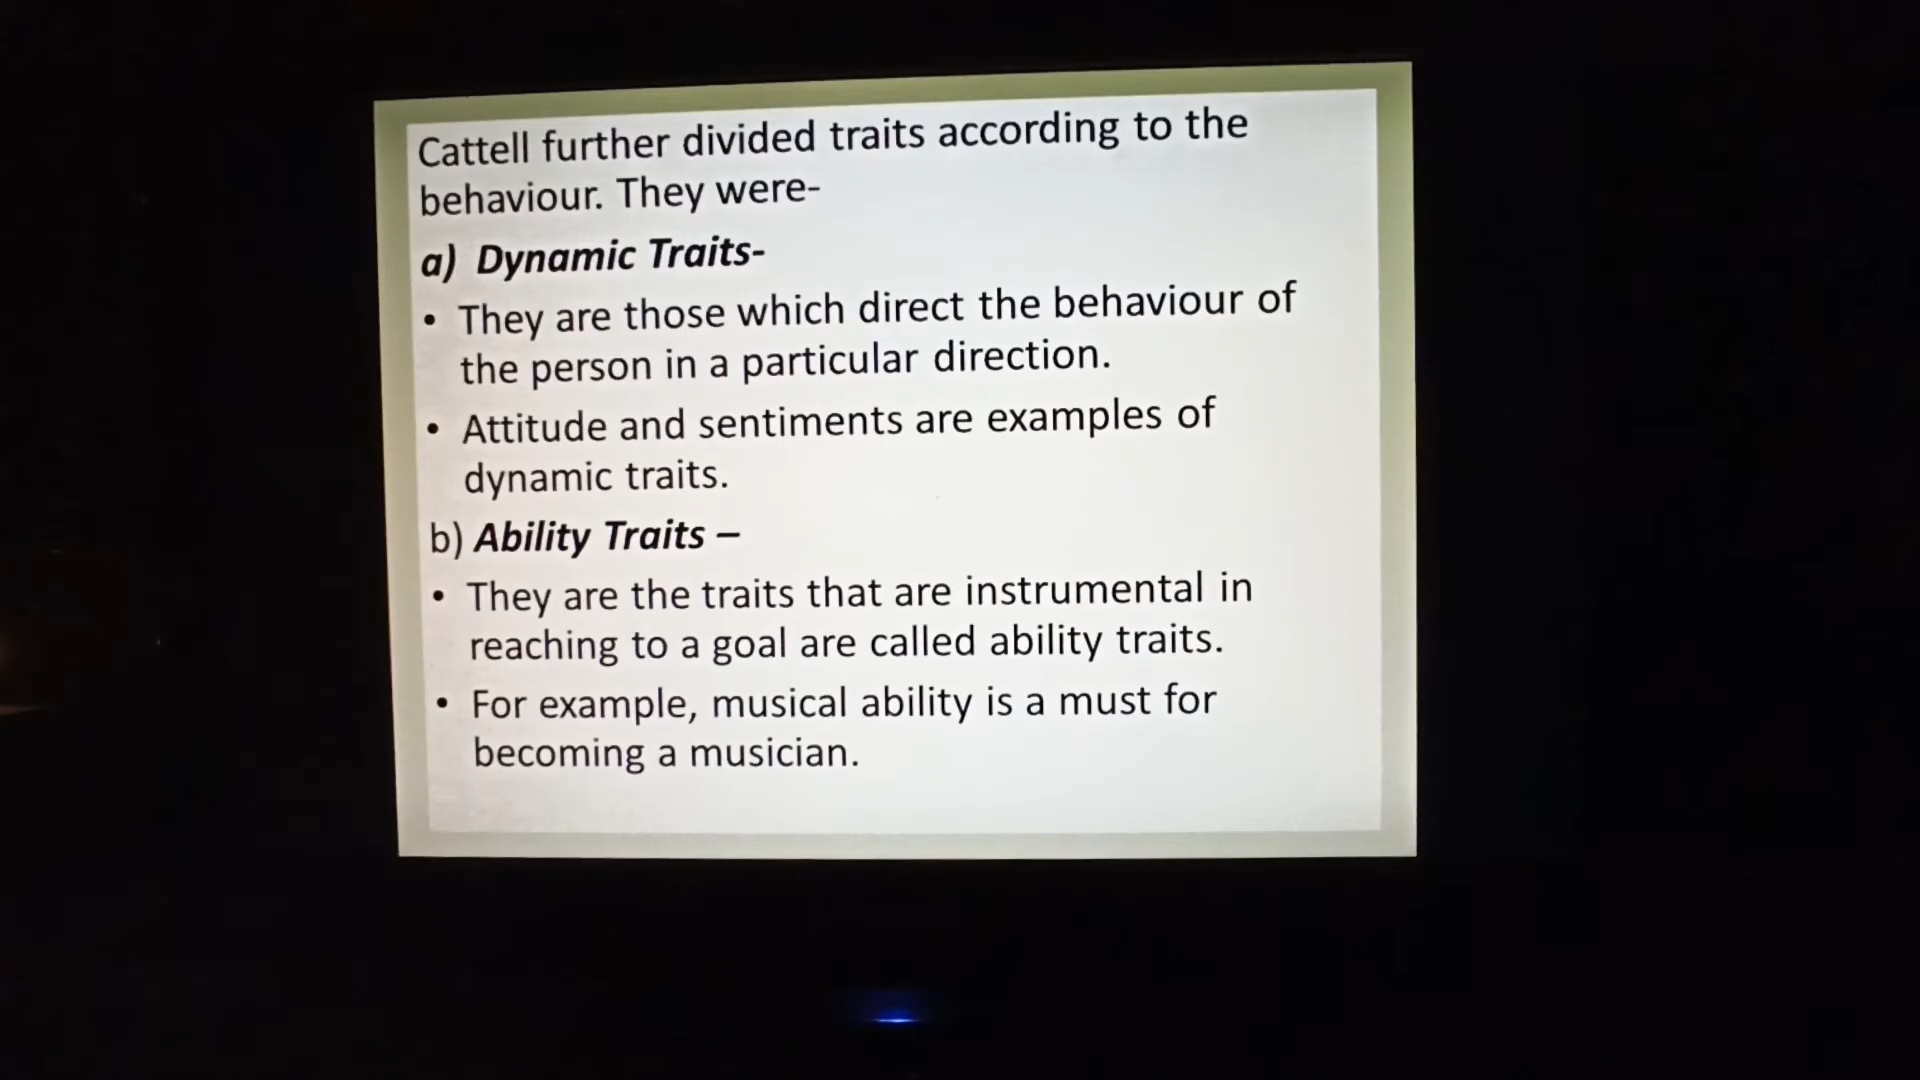 Cattell further divided traits according to the
behaviour. They were-
a) Dynamic Traits-
• They are those which direct the behaviour of
the person in a particular direction.
• Attitude and sentiments are examples of
dynamic traits.
b) Ability Traits –
• They are the traits that are instrumental in
reaching to a goal are called ability traits.
• For example, musical ability is a must for
becoming a musician.